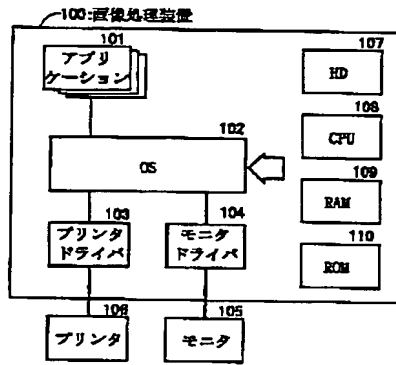 100:画像処理装置
101
アプリ
ケーション
102
OS
103
プリンタ
ドライバ
104
モニタ
ドライバ
106
プリンタ
105
モニタ
107
HD
108
CPU
109
RAM
110
ROM